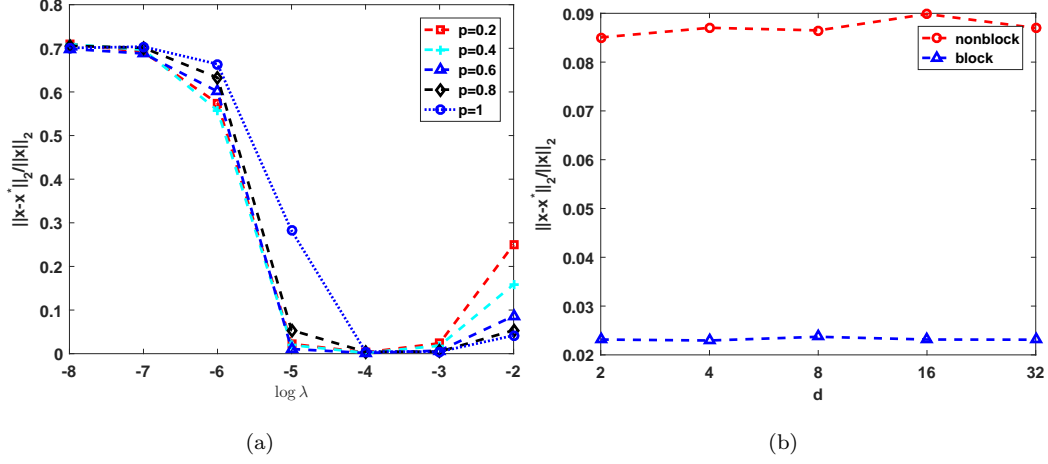 0.8
0.7
0.6
0.5
0.4
0.3
0.2
0.1
0
||x-x*||2/||x||2
-8 -7 -6 -5 -4 -3 -2
log λ
p=0.2
p=0.4
p=0.6
p=0.8
p=1
(a)
0.09
0.08
0.07
0.06
0.05
0.04
0.03
0.02
||x-x*||2/||x||2
2 4 8 16 32
d
nonblock
block
(b)